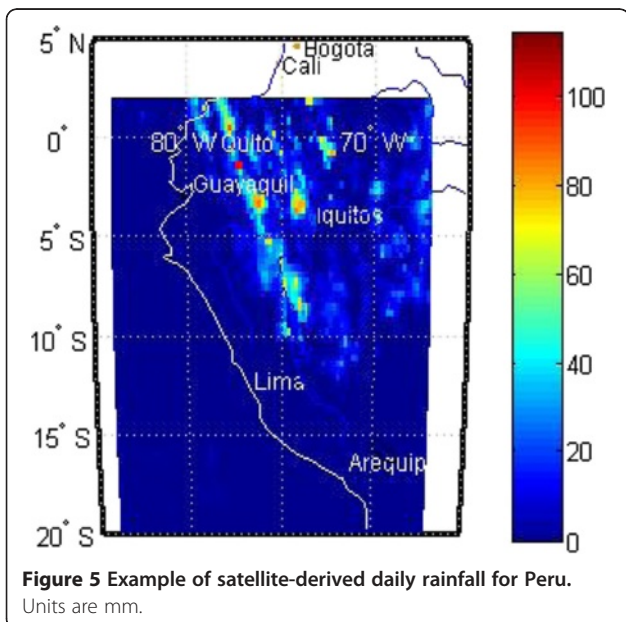 5° N
Bogota
Cali
100
0°
80° W
Quito
70° W
80
Guayaquil
Iquitos
60
5° S
10° S
40
Lima
15° S
Arequip
20
20° S
0
Figure 5 Example of satellite-derived daily rainfall for Peru.
Units are mm.